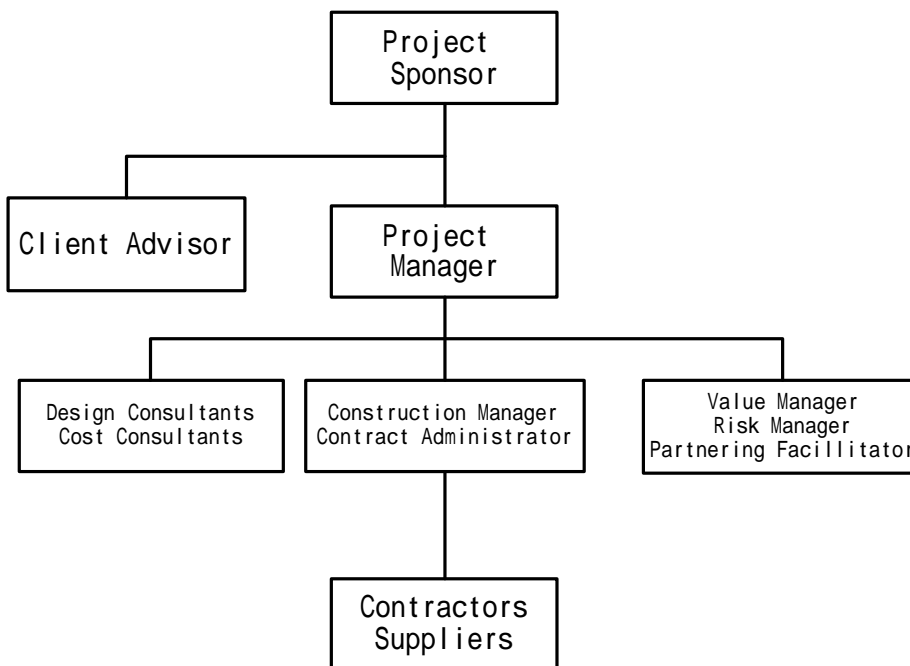 Project
Sponsor
Client Advisor
Project
Manager
Design Consultants
Cost Consultants
Construction Manager
Contract Administrator
Value Manager
Risk Manager
Partnering Facillitator
Contractors
Suppliers